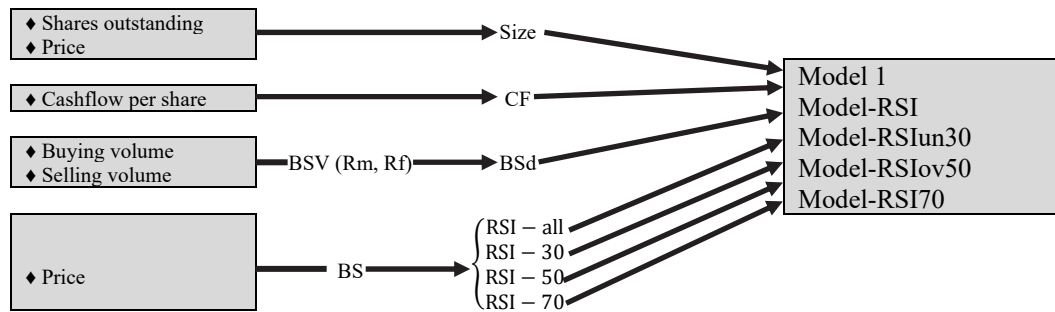 ♦ Shares outstanding
♦ Price
Size
♦ Cashflow per share
CF
♦ Buying volume
♦ Selling volume
BSV (Rm, Rf)
BSd
♦ Price
BS
RSI − all
RSI − 30
RSI − 50
RSI − 70
Model 1
Model-RSI
Model-RSIun30
Model-RSIov50
Model-RSI70